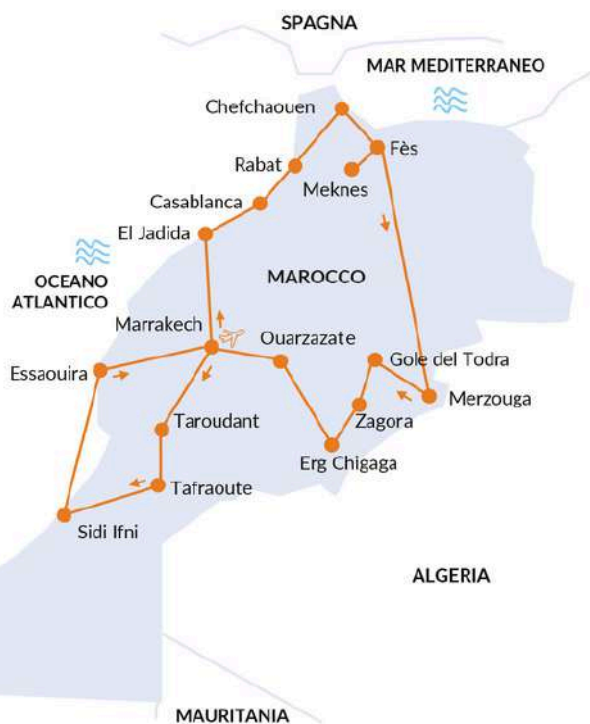 SPAGNA
MAR MEDITERRANEO
Chefchaouen
Fès
Rabat
Meknes
Casablanca
El Jadida
OCEANO
ATLANTICO
MAROCCO
Marrakech
Ouarzazate
Gole del Todra
Essaouira
Merzouga
Taroudant
Zagora
Erg Chigaga
Tafraoute
Sidi Ifni
ALGERIA
MAURITANIA